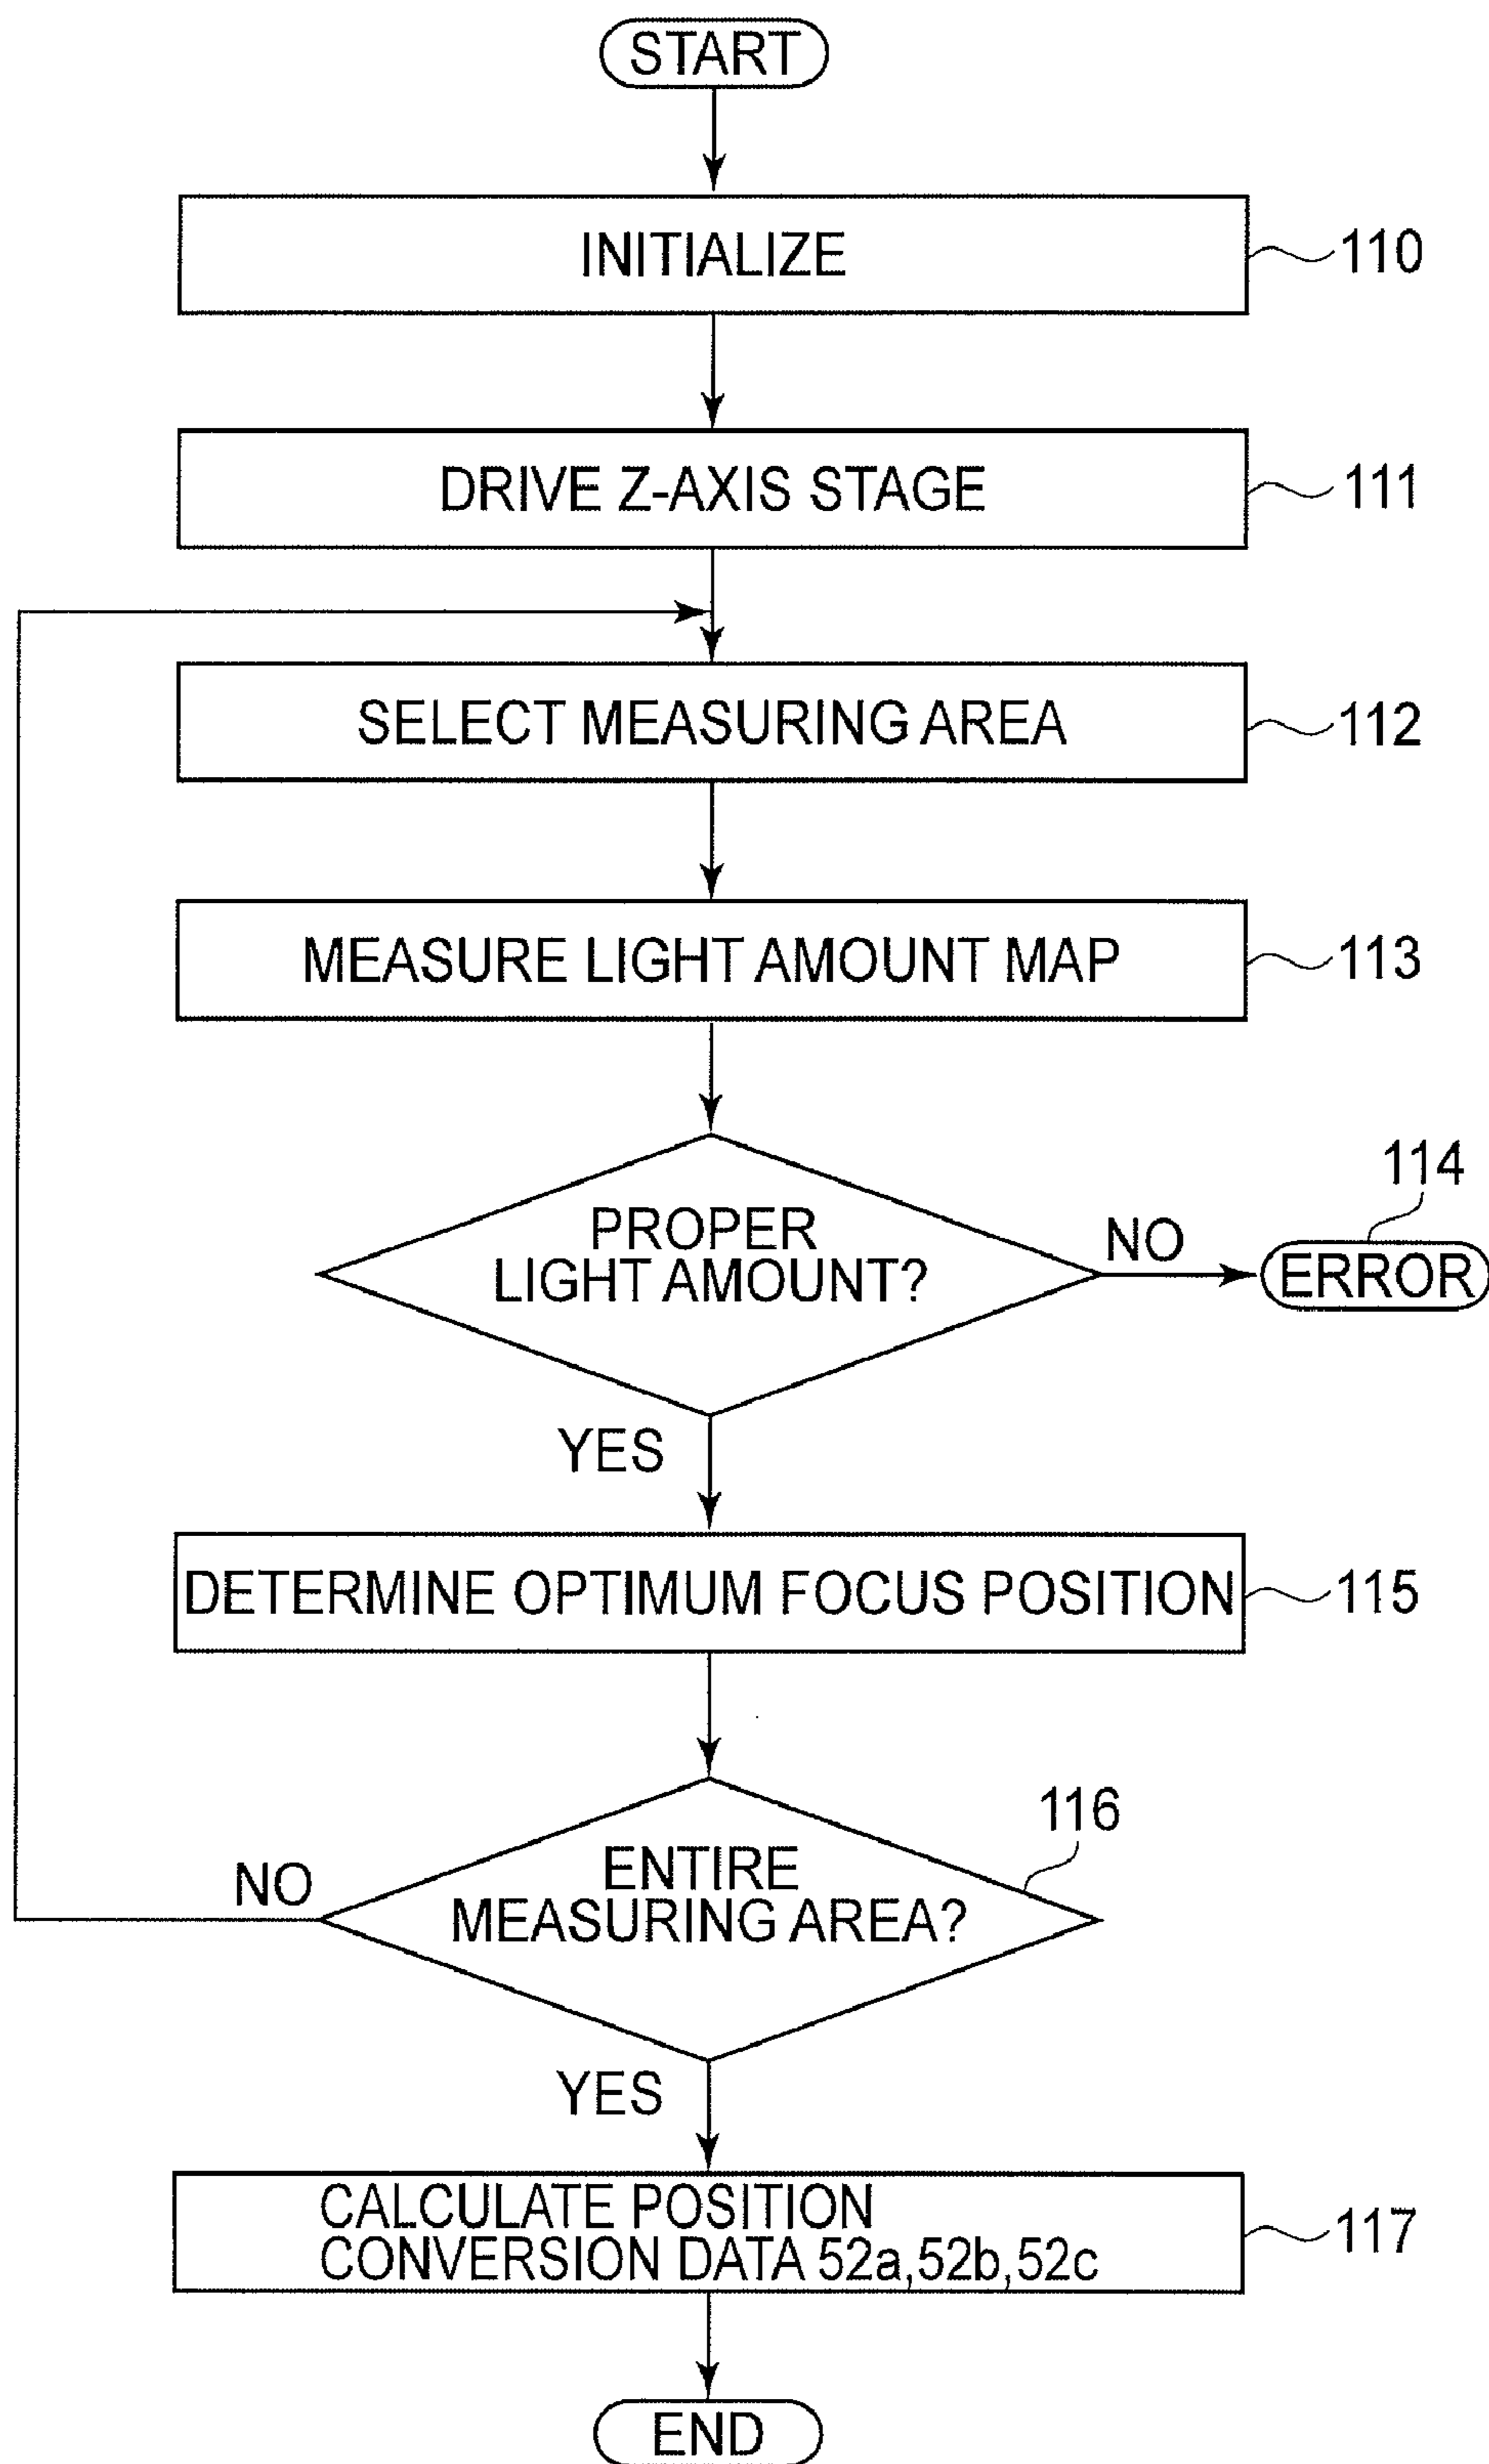 START
INITIALIZE
110
DRIVE Z-AXIS STAGE
111
SELECT MEASURING AREA
112
MEASURE LIGHT AMOUNT MAP
113
PROPER
LIGHT AMOUNT?
NO
114
ERROR
YES
DETERMINE OPTIMUM FOCUS POSITION
115
116
ENTIRE
MEASURING AREA?
NO
YES
CALCULATE POSITION
CONVERSION DATA 52a,52b,52c
117
END